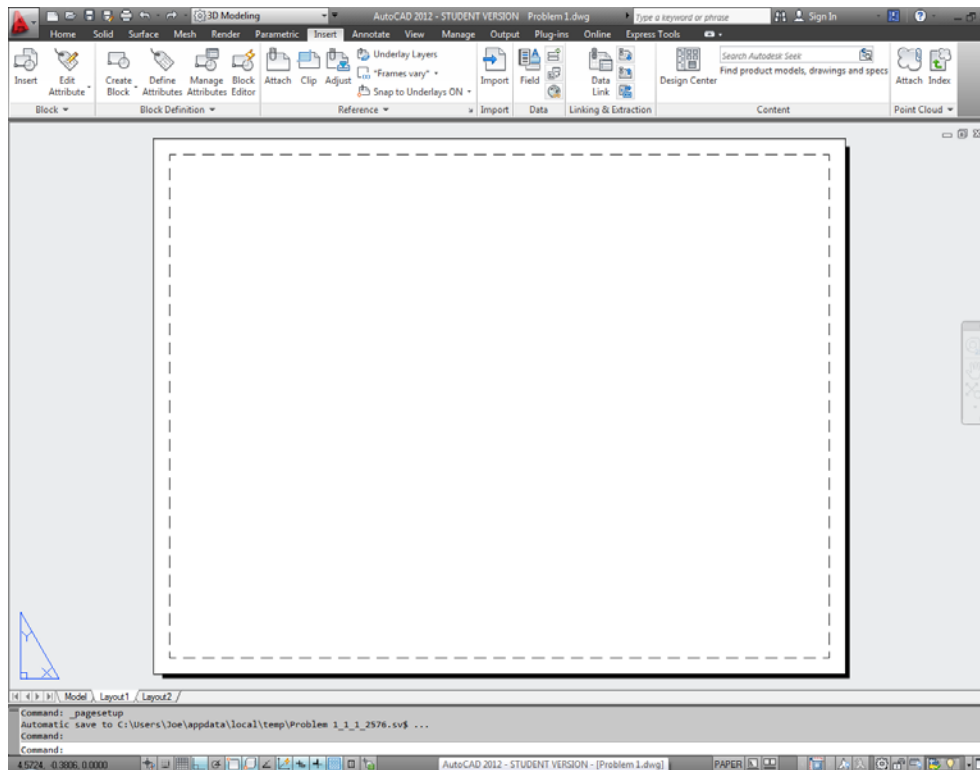 3D Modeling AutoCAD 2012 - STUDENT VERSION Problem 1.dwg Type a keyword or phrase Sign In
Home Solid Surface Mesh Render Parametric Insert Annotate View Manage Output Plug-ins Online Express Tools
Insert Edit Attribute Create Block Define Attributes Manage Attributes Block Editor Attach Clip Adjust
Underlay Layers
*Frames vary*
Snap to Underlays ON
Import Field Data Link Design Center
Search Autodesk Seek
Find product models, drawings and specs
Attach Index
Block Block Definition Reference Import Data Linking & Extraction Content Point Cloud
Y
X
Model Layout1 Layout2
Command: _pagesetup
Automatic save to C:\Users\Joe\appdata\local\temp\Problem 1_1_1_2576.sv$ ...
Command:
Command:
4.5724, -0.3806, 0.0000 AutoCAD 2012 - STUDENT VERSION - [Problem 1.dwg] PAPER